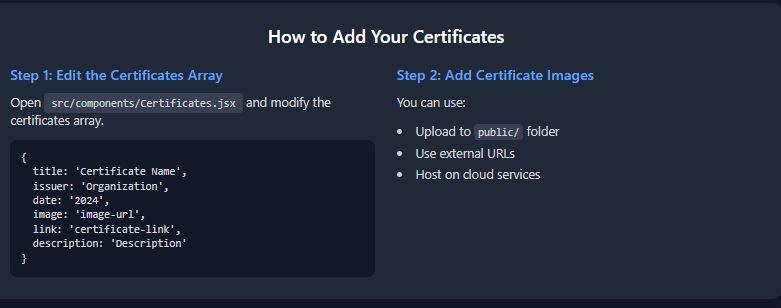 How to Add Your Certificates
Step 1: Edit the Certificates Array
Open src/components/Certificates.jsx and modify the
certificates array.
{
  title: 'Certificate Name',
  issuer: 'Organization',
  date: '2024',
  image: 'image-url',
  link: 'certificate-link',
  description: 'Description'
}
Step 2: Add Certificate Images
You can use:
• Upload to public/ folder
• Use external URLs
• Host on cloud services